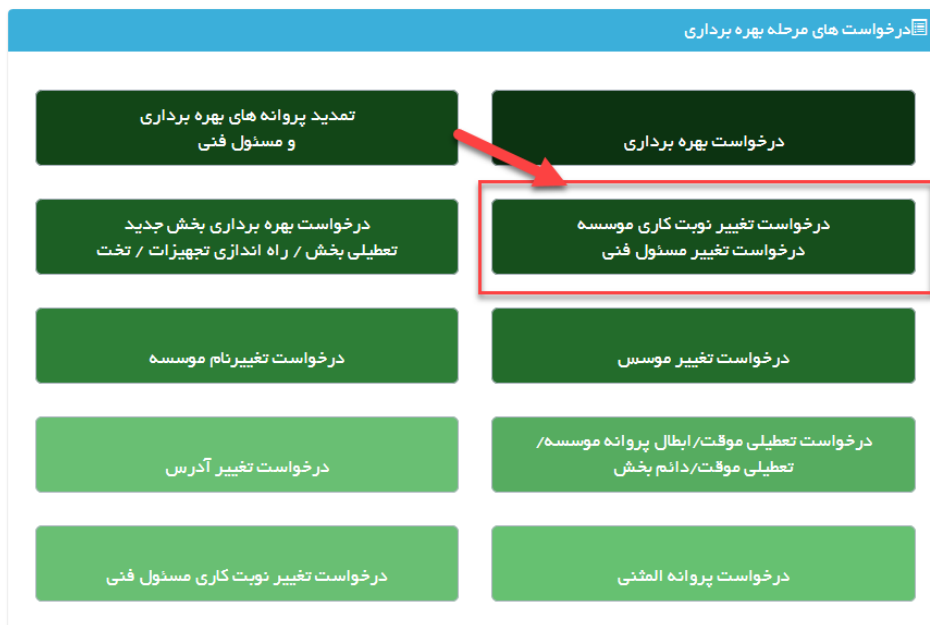 درخواست های مرحله بهره برداری
درخواست بهره برداری
تمدید پروانه های بهره برداری
و مسئول فنی
درخواست تغییر نوبت کاری موسسه
درخواست تغییر مسئول فنی
درخواست بهره برداری بخش جدید
تعطیلی بخش / راه اندازی تجهیزات / تخت
درخواست تغییر موسس
درخواست تغییرنام موسسه
درخواست تعطیلی موقت/ابطال پروانه موسسه/
تعطیلی موقت/دائم بخش
درخواست تغییر آدرس
درخواست پروانه المثنی
درخواست تغییر نوبت کاری مسئول فنی